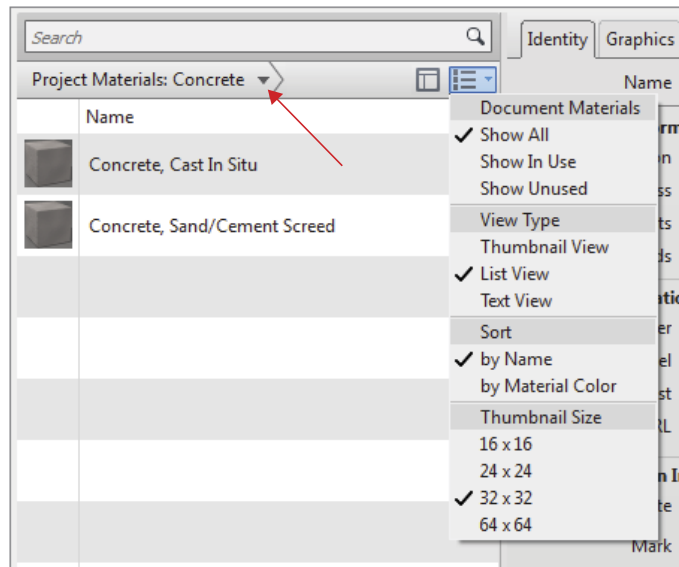 Search
Identity
Graphics
Project Materials: Concrete
Name
Name
Document Materials
Show All
Show In Use
Show Unused
View Type
Thumbnail View
List View
Text View
Sort
by Name
by Material Color
Thumbnail Size
16 x 16
24 x 24
32 x 32
64 x 64
Concrete, Cast In Situ
Concrete, Sand/Cement Screed
Mark